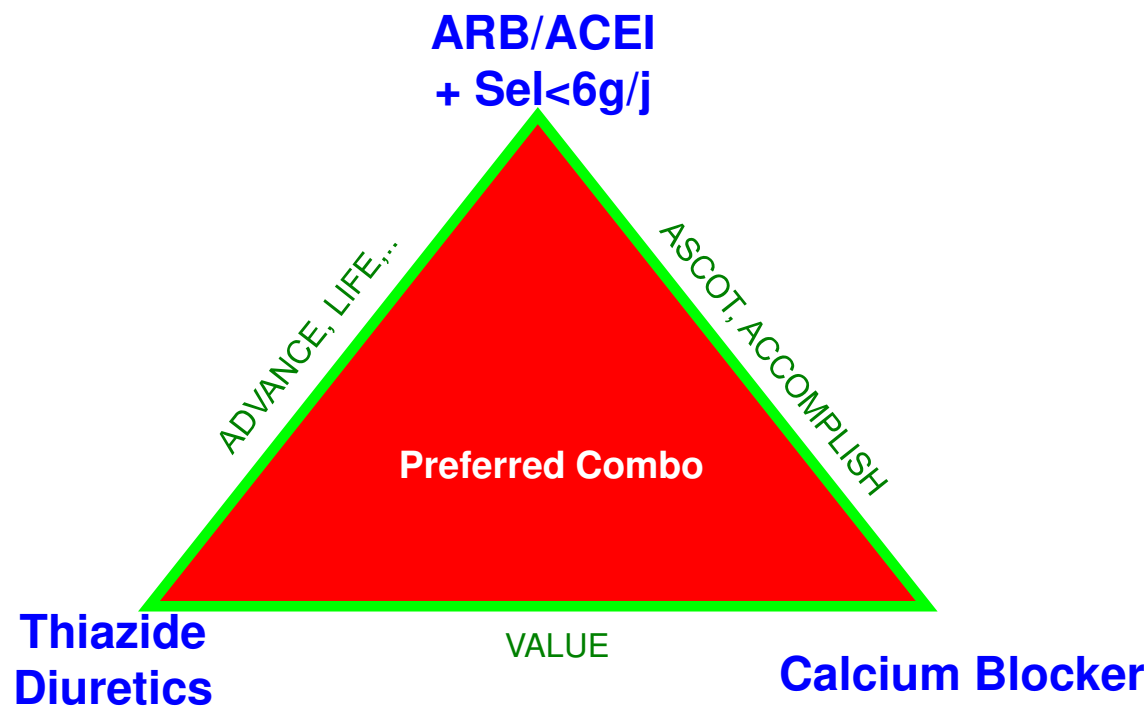 ARB/ACEI
+ Sel<6g/j
ADVANCE, LIFE,..
ASCOT, ACCOMPLISH
Preferred Combo
Thiazide
Diuretics
VALUE
Calcium Blocker